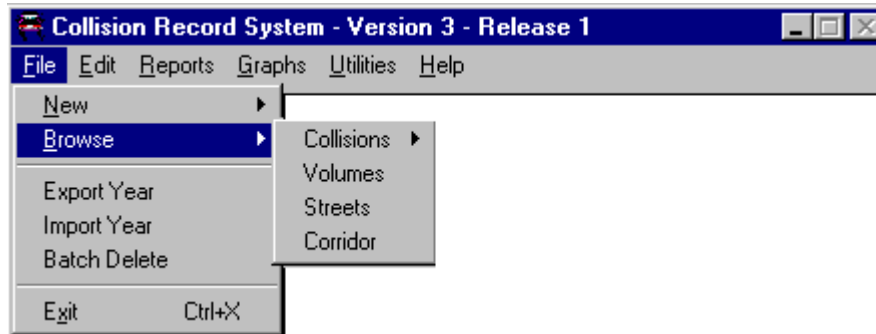 Collision Record System - Version 3 - Release 1
File Edit Reports Graphs Utilities Help
New
Browse
Collisions
Volumes
Streets
Corridor
Export Year
Import Year
Batch Delete
Exit Ctrl+X